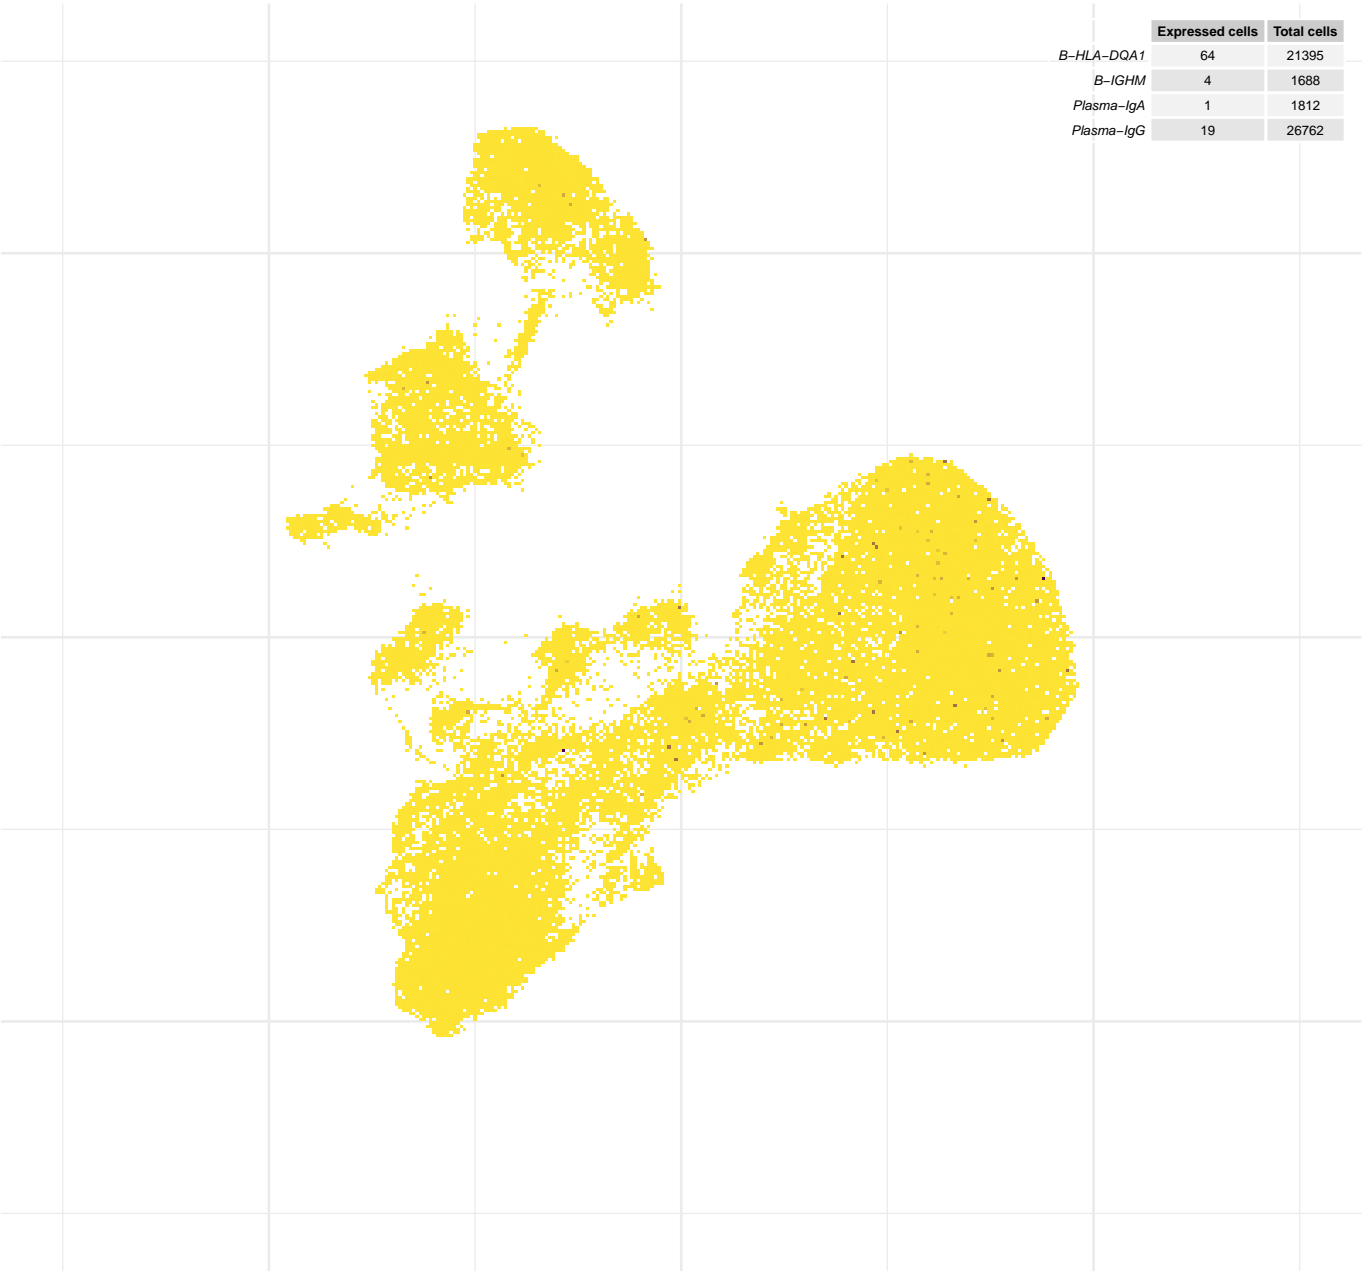 Expressed cells Total cells
B−HLA−DQA1 64 21395
B−IGHM 4 1688
Plasma−IgA 1 1812
Plasma−IgG 19 26762